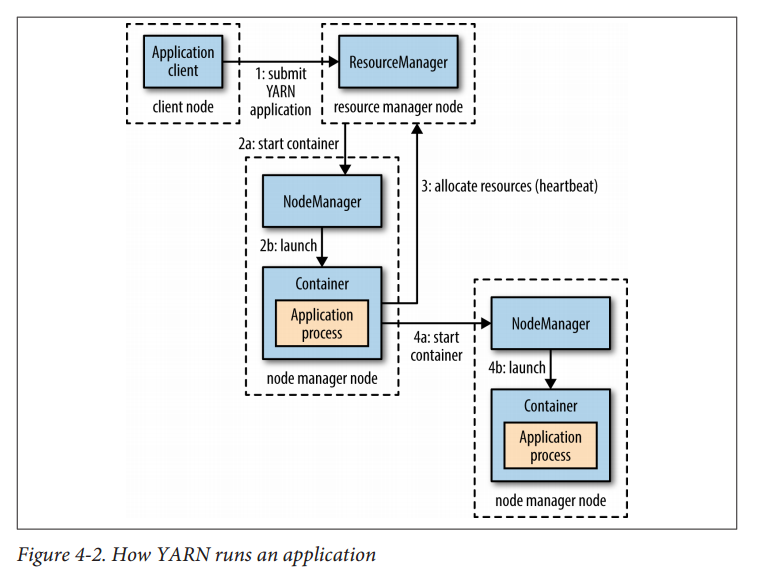 Application
client
client node
1: submit
YARN
application
ResourceManager
resource manager node
2a: start container
NodeManager
2b: launch
Container
Application
process
node manager node
3: allocate resources (heartbeat)
4a: start
container
NodeManager
4b: launch
Container
Application
process
node manager node
Figure 4-2. How YARN runs an application